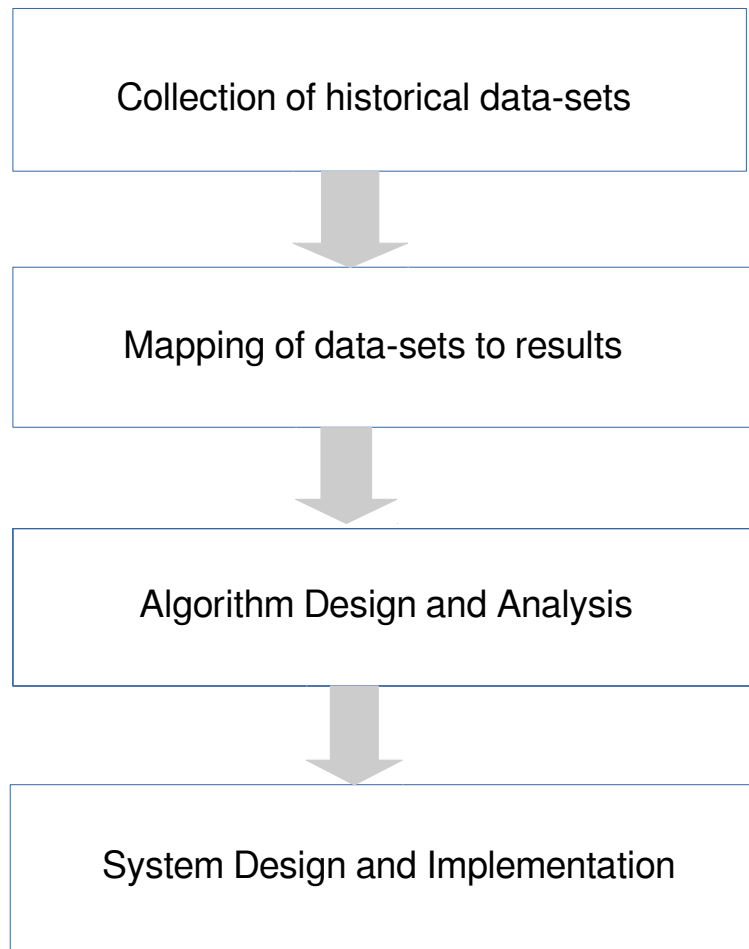 Collection of historical data-sets
Mapping of data-sets to results
Algorithm Design and Analysis
System Design and Implementation